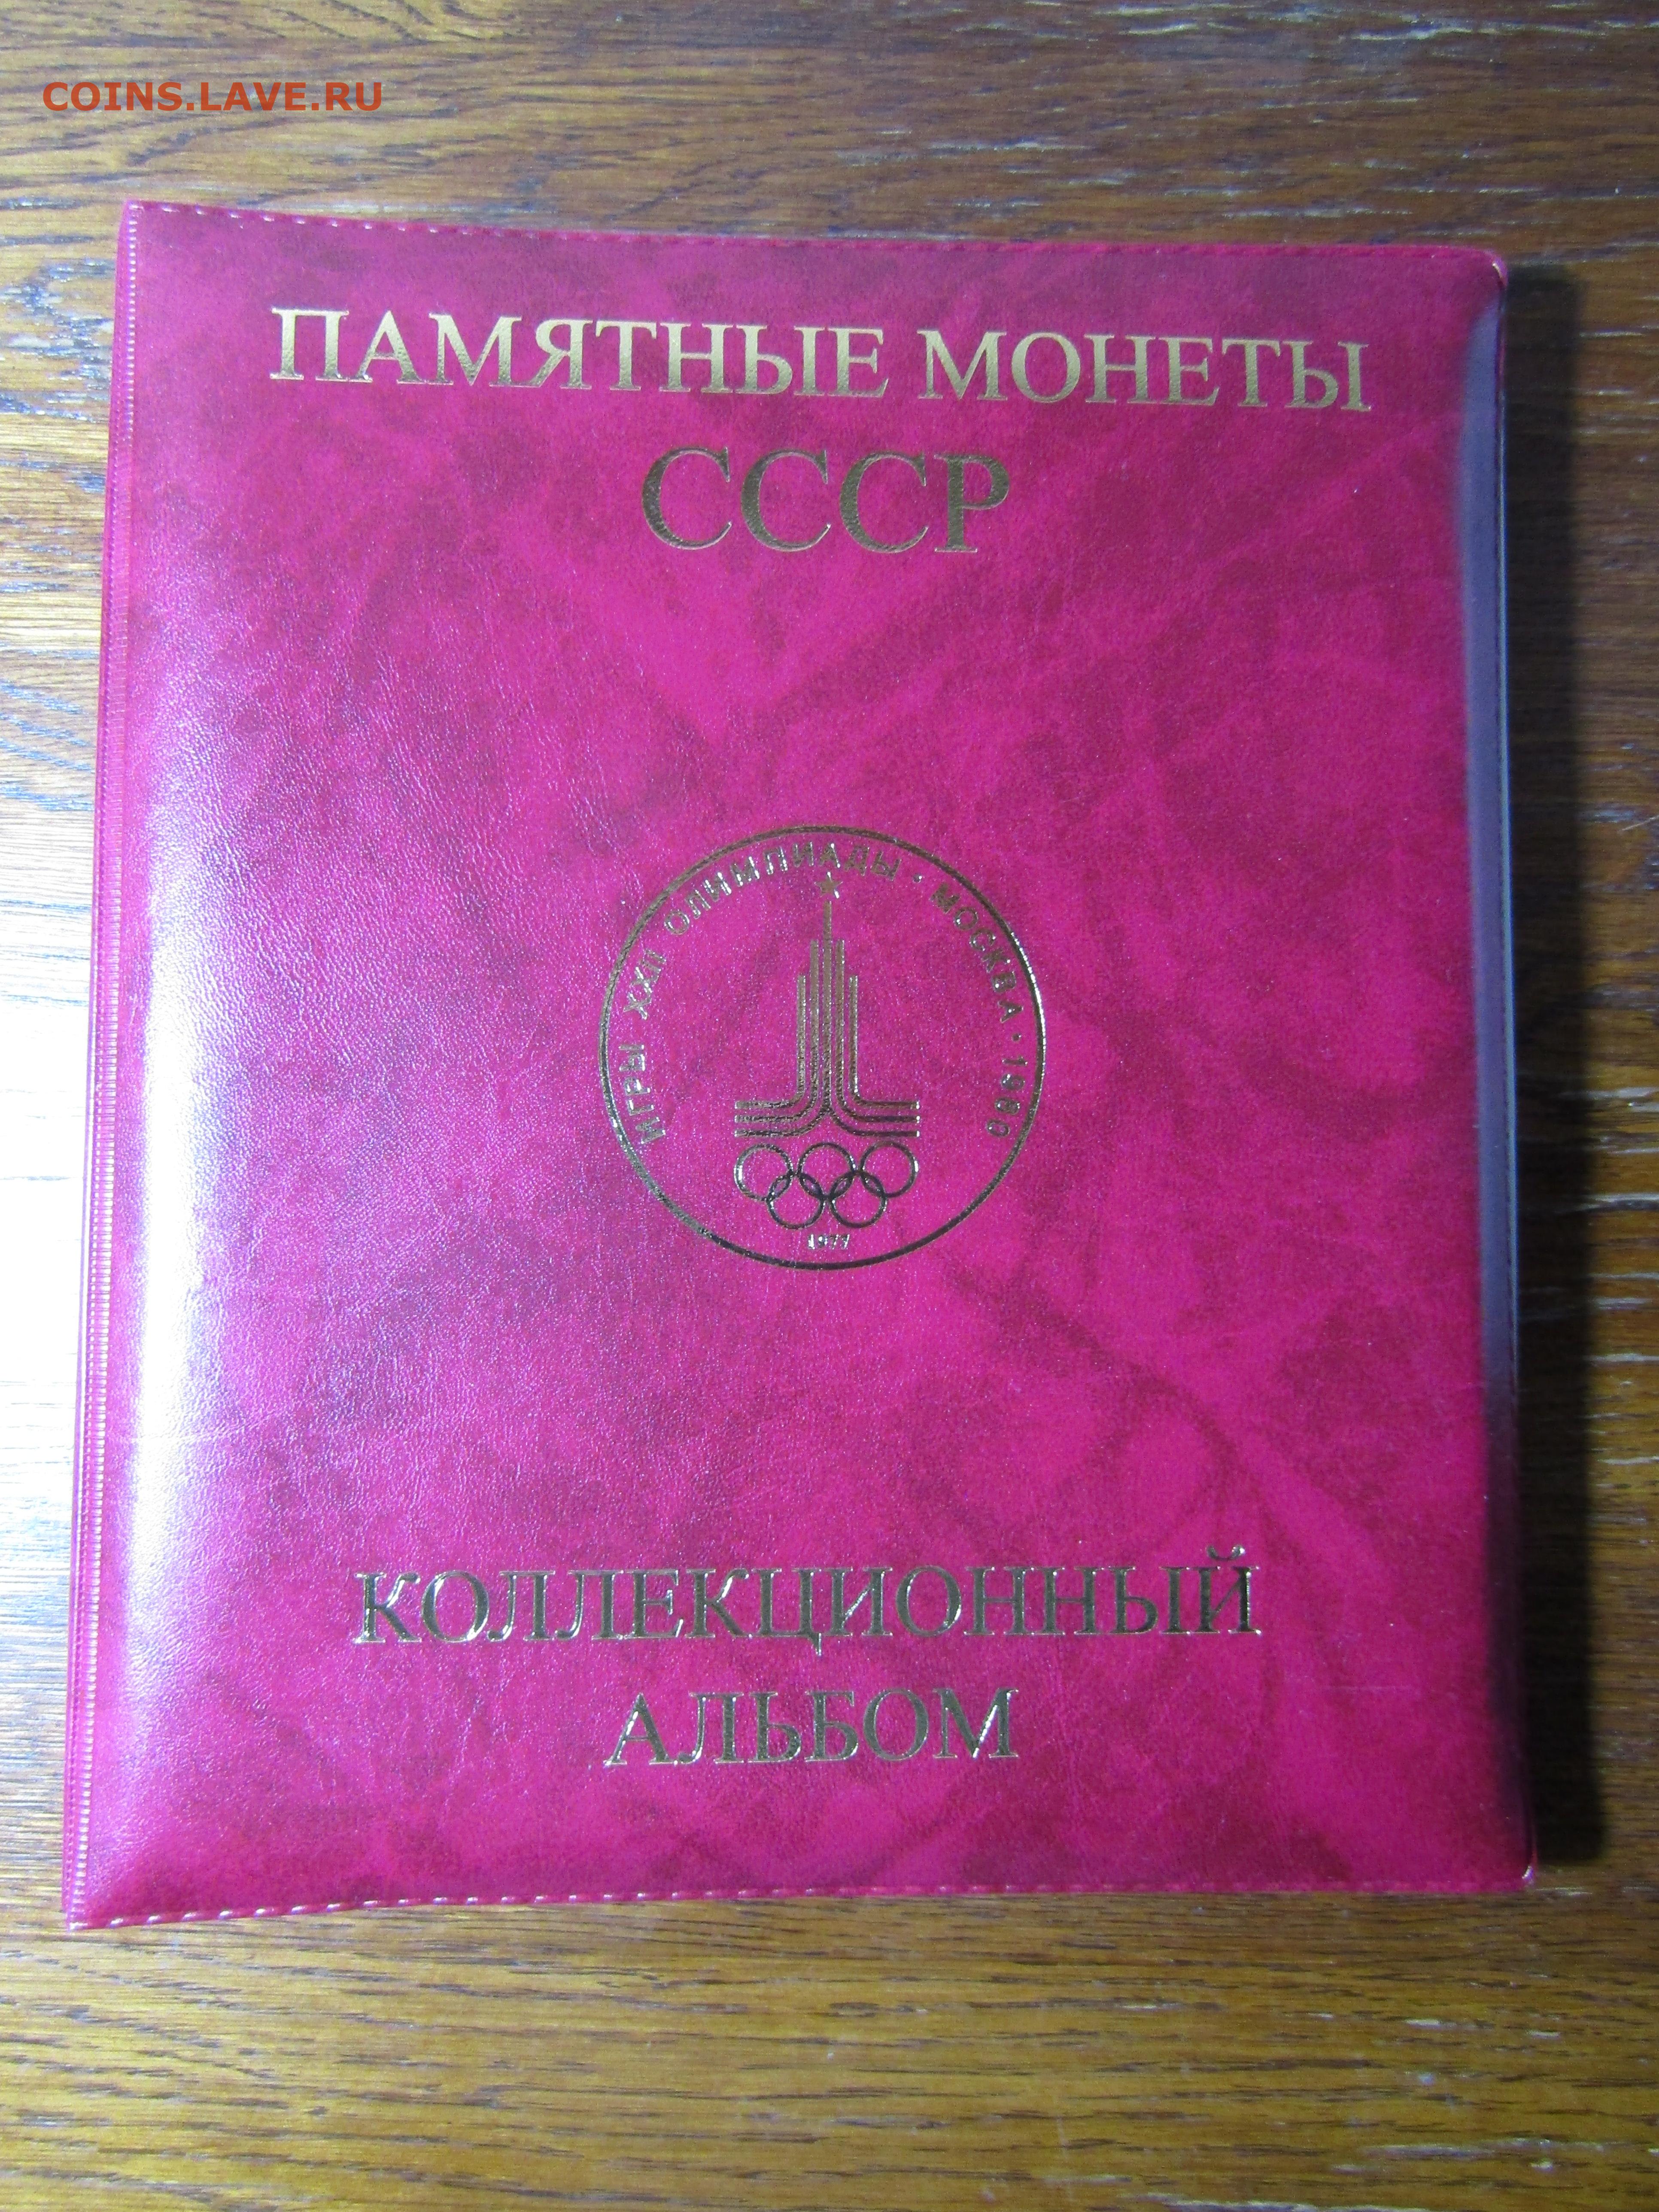 COINS.LAVE.RU
ПАМЯТНЫЕ МОНЕТЫ
СССР
ИГРЫ XXII ОЛИМПИАДЫ · МОСКВА · 1980
1977
КОЛЛЕКЦИОННЫЙ
АЛЬБОМ